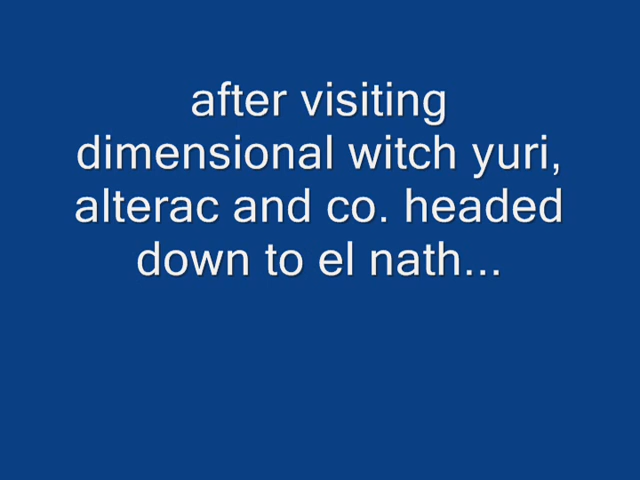 after visiting
dimensional witch yuri,
alterac and co. headed
down to el nath...